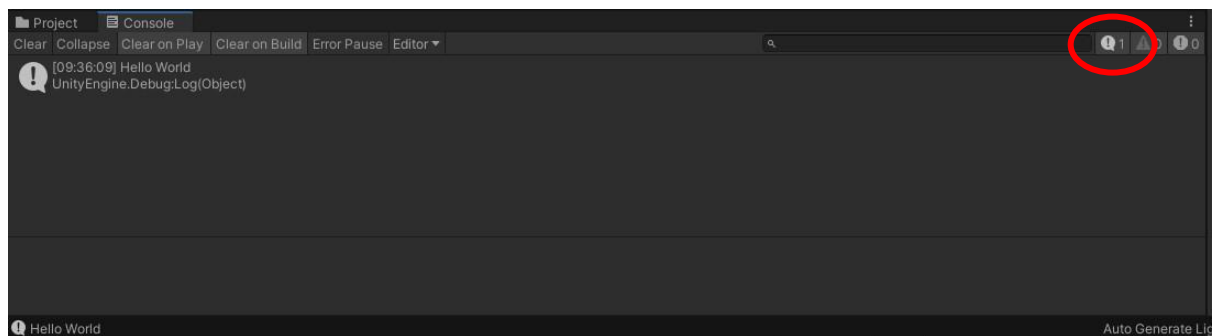 Project Console
Clear Collapse Clear on Play Clear on Build Error Pause Editor 1 0 0
[09:36:09] Hello World
UnityEngine.Debug:Log(Object)
Hello World Auto Generate Lig